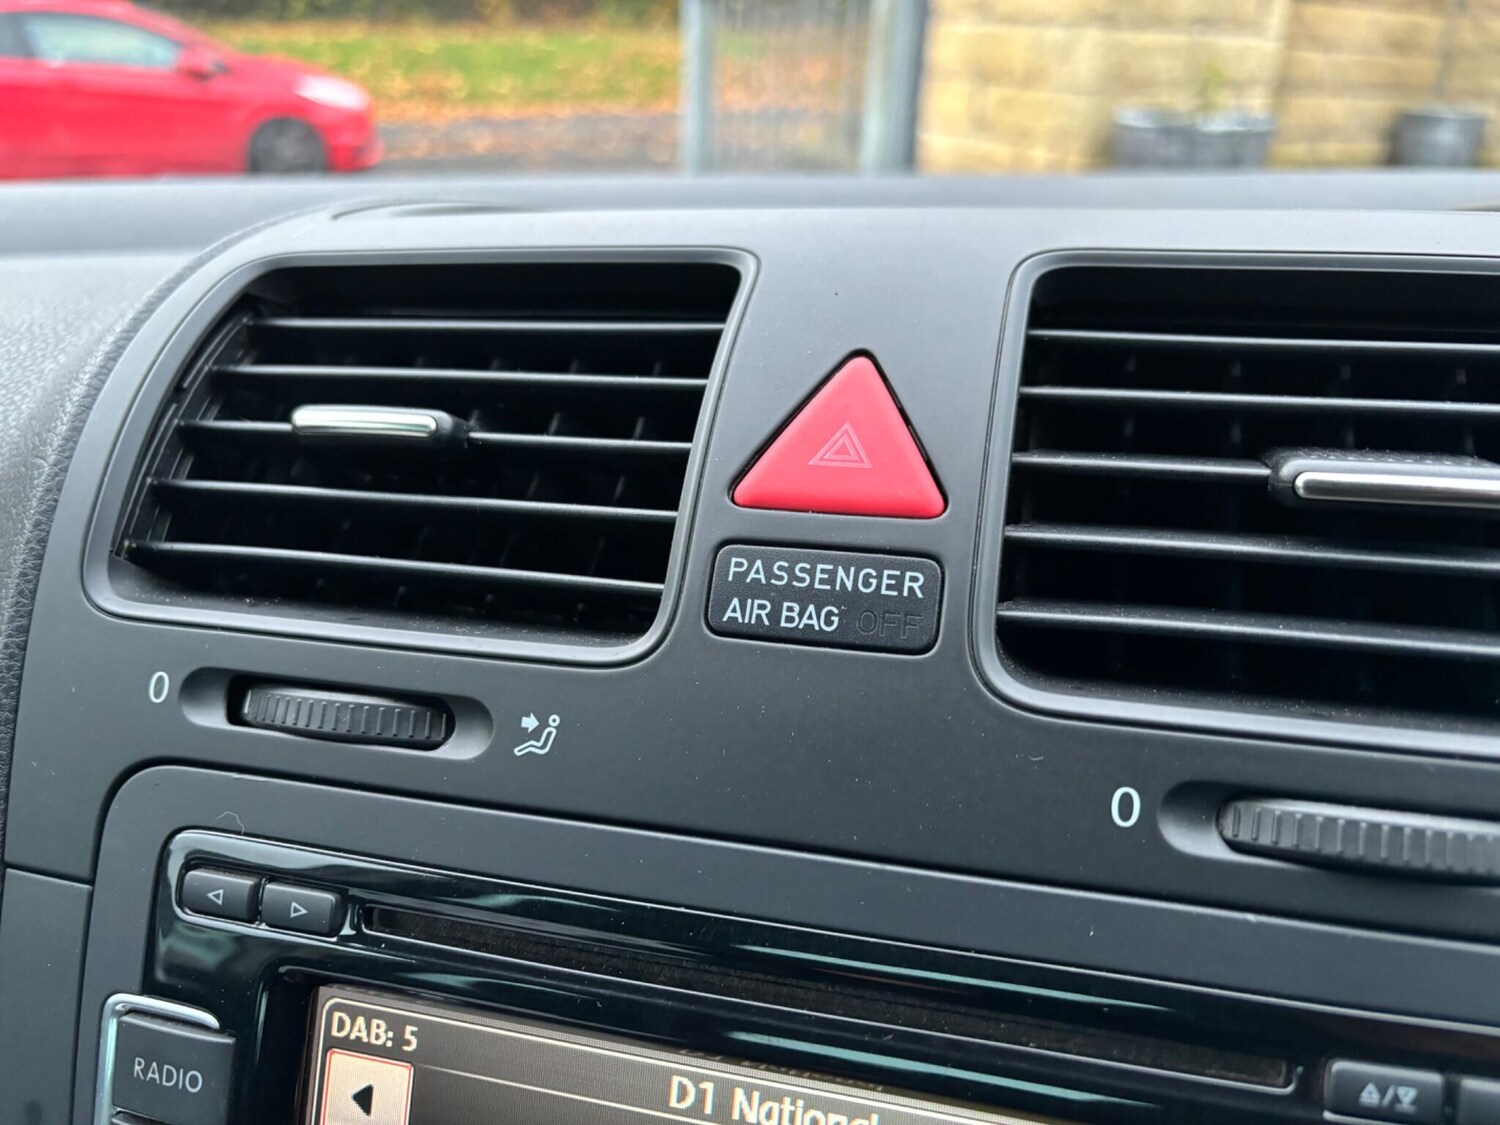 PASSENGER
AIR BAG OFF
0
0
DAB: 5
RADIO
D1 National